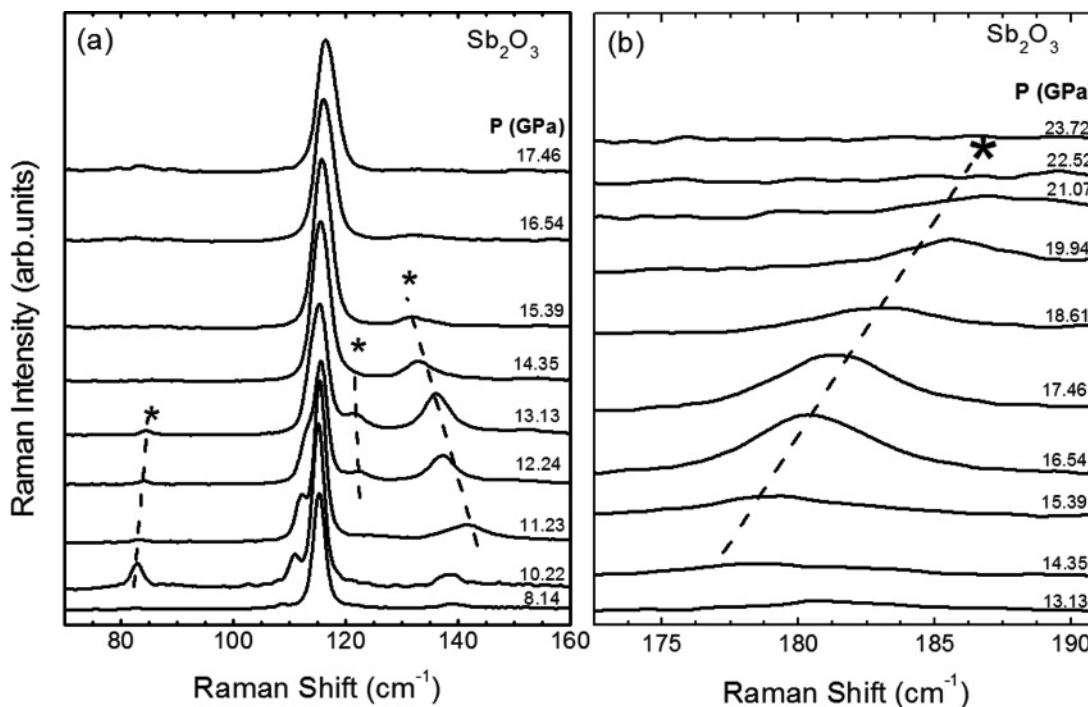 (a) Sb₂O₃
P (GPa)
17.46
16.54
*
15.39
*
14.35
*
13.13
12.24
11.23
10.22
8.14
80 100 120 140 160
Raman Shift (cm⁻¹)
Raman Intensity (arb.units)
(b) Sb₂O₃
P (GPa)
23.72
*
22.52
21.07
19.94
18.61
17.46
16.54
15.39
14.35
13.13
175 180 185 190
Raman Shift (cm⁻¹)